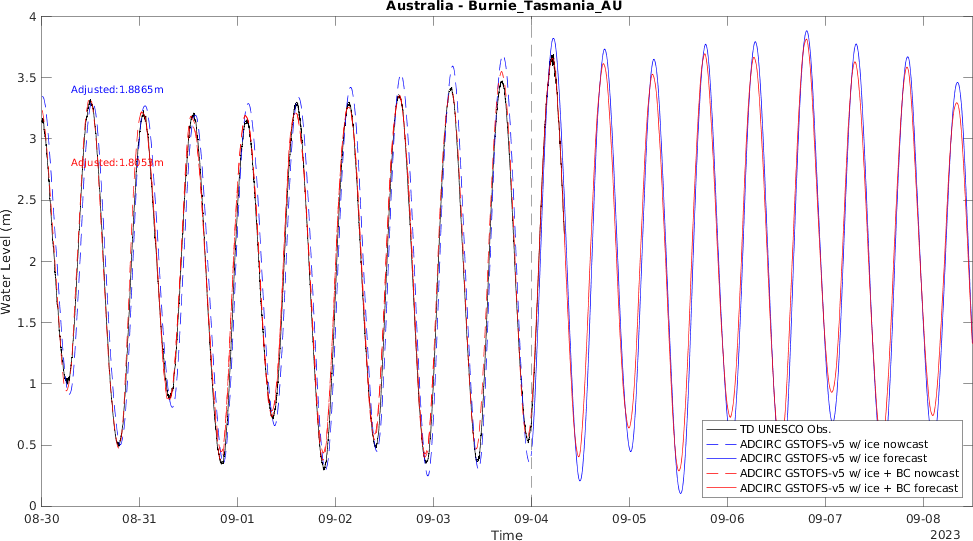 Australia - Burnie_Tasmania_AU
4
3.5
3
2.5
2
1.5
1
0.5
0
Water Level (m)
Adjusted:1.8865m
Adjusted:1.8053m
TD UNESCO Obs.
ADCIRC GSTOFS-v5 w/ ice nowcast
ADCIRC GSTOFS-v5 w/ ice forecast
ADCIRC GSTOFS-v5 w/ ice + BC nowcast
ADCIRC GSTOFS-v5 w/ ice + BC forecast
08-30 08-31 09-01 09-02 09-03 09-04 09-05 09-06 09-07 09-08
Time
2023